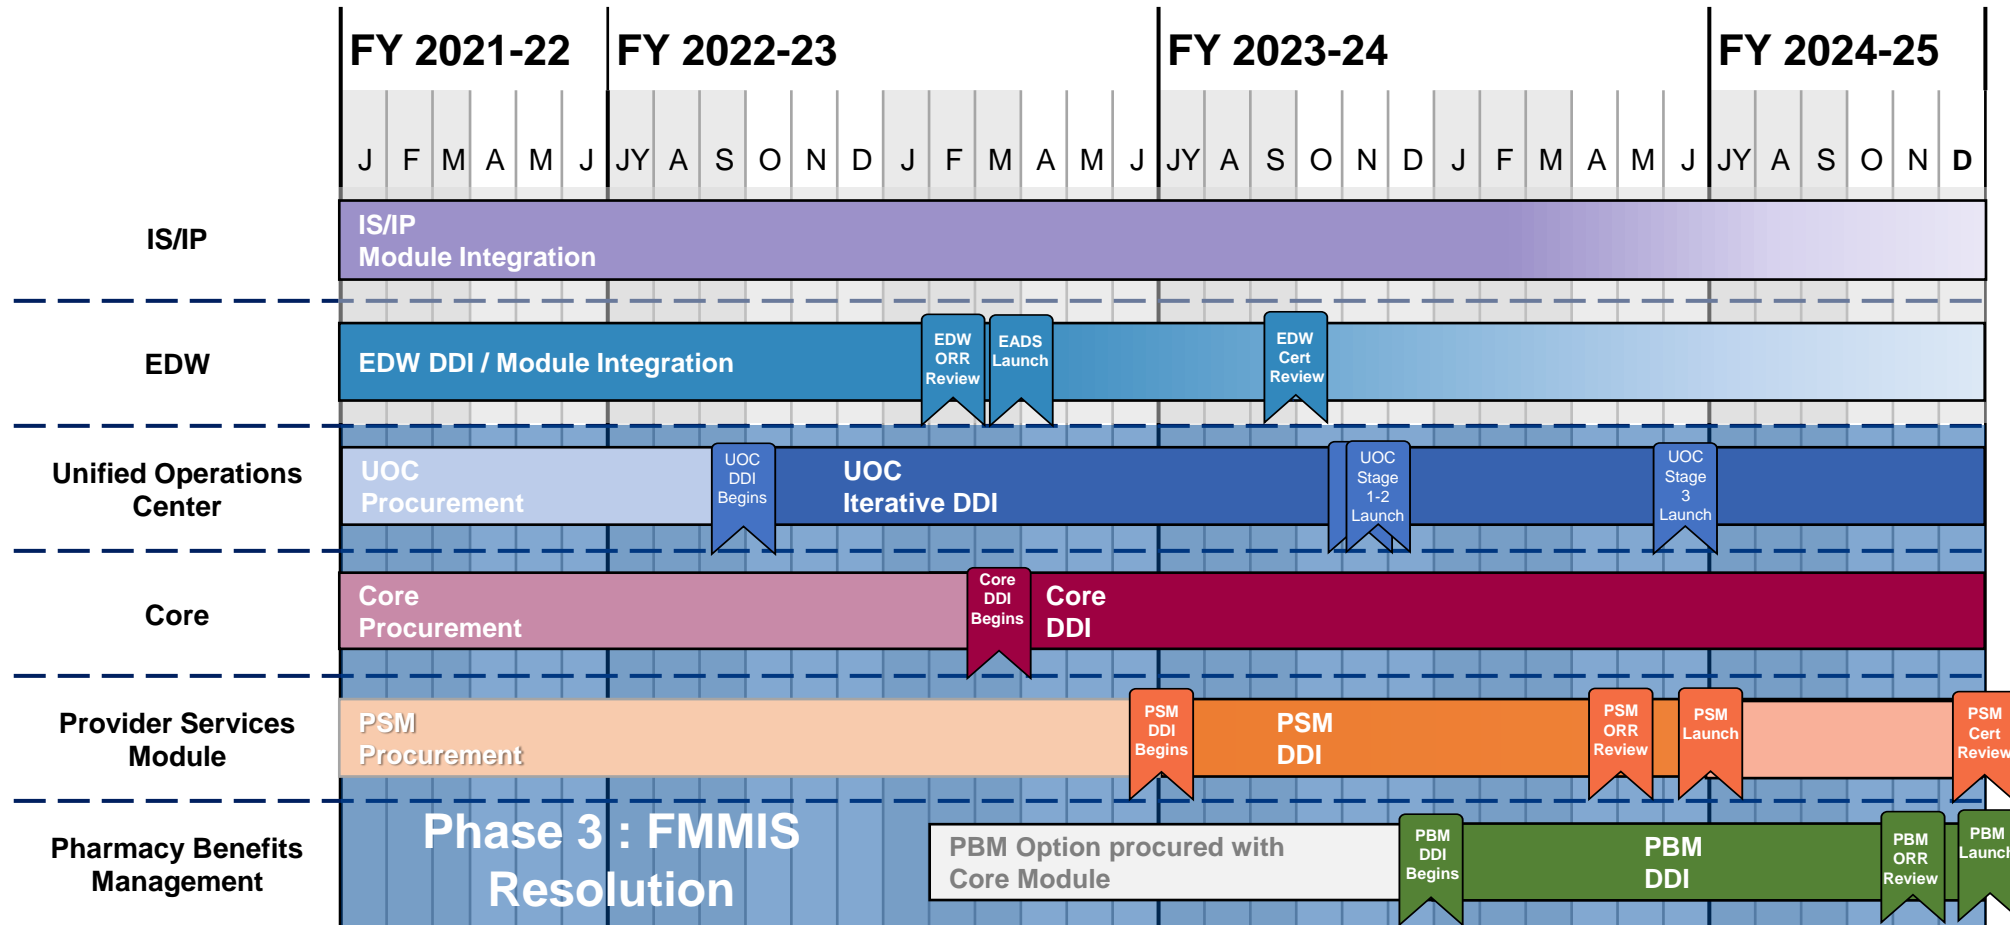 FY 2021-22 FY 2022-23 FY 2023-24 FY 2024-25
J F M A M J JY A S O N D J F M A M J JY A S O N D J F M A M J JY A S O N D
IS/IP
IS/IP
Module Integration
EDW
EDW DDI / Module Integration
EDW
ORR
Review
EADS
Launch
EDW
Cert
Review
Unified Operations
Center
UOC
Procurement
UOC
DDI
Begins
UOC
Iterative DDI
UOC
Stage
1-2
Launch
UOC
Stage
3
Launch
Core
Core
Procurement
Core
DDI
Begins
Core
DDI
Provider Services
Module
PSM
Procurement
PSM
DDI
Begins
PSM
DDI
PSM
ORR
Review
PSM
Launch
PSM
Cert
Review
Pharmacy Benefits
Management
Phase 3 : FMMIS
Resolution
PBM Option procured with
Core Module
PBM
DDI
Begins
PBM
DDI
PBM
ORR
Review
PBM
Launch